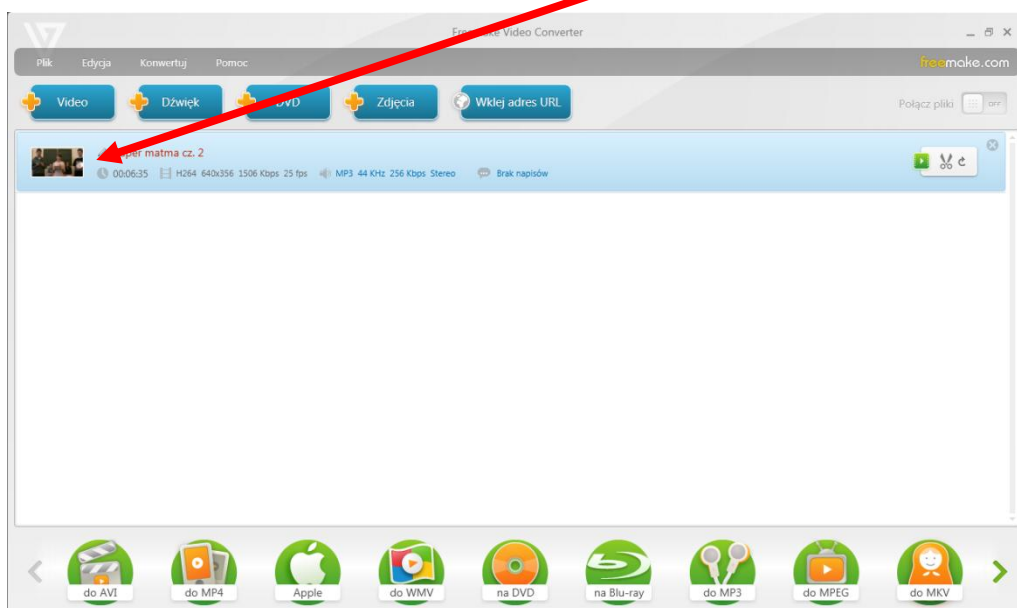 Video Converter
Plik Edycja Konwertuj Pomoc
freemake.com
Video Dźwięk DVD Zdjęcia Wklej adres URL
Połącz pliki OFF
matma cz. 2
00:06:35 H264 640x356 1506 Kbps 25 fps MP3 44 KHz 256 Kbps Stereo Brak napisów
do AVI do MP4 Apple do WMV na DVD na Blu-ray do MP3 do MPEG do MKV